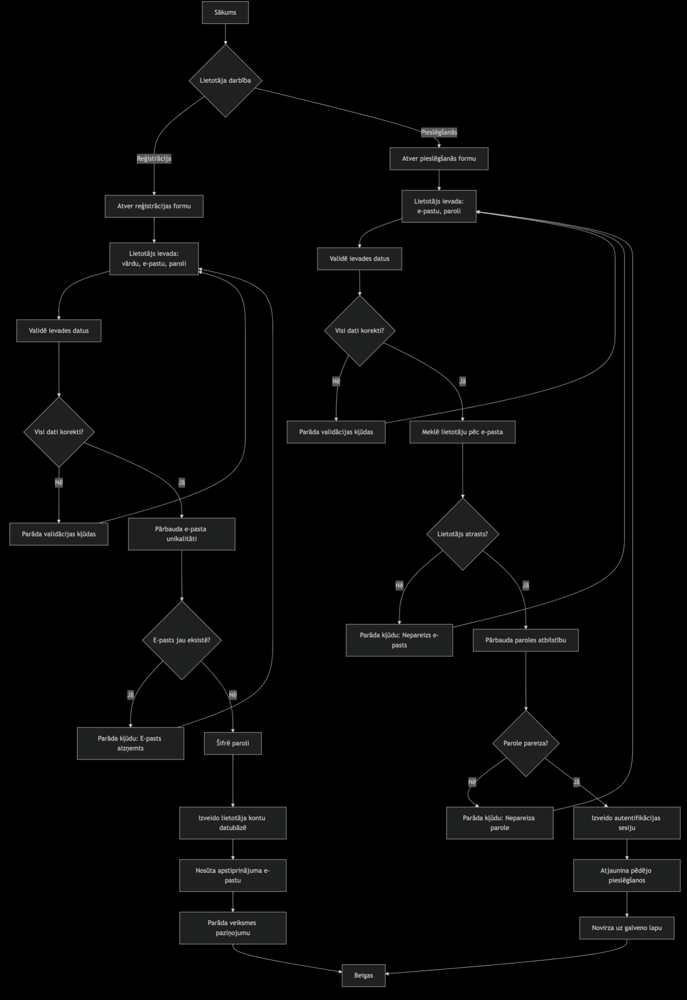 Sākums
Lietotāja darbība
Pieslēgšanās
Reģistrācija
Atver pieslēgšanās formu
Atver reģistrācijas formu
Lietotājs ievada:
e-pastu, paroli
Lietotājs ievada:
vārdu, e-pastu, paroli
Validē ievades datus
Validē ievades datus
Visi dati korekti?
Nē
Jā
Visi dati korekti?
Parāda validācijas kļūdas
Meklē lietotāju pēc e-pasta
Nē
Jā
Parāda validācijas kļūdas
Pārbauda e-pasta
unikalitāti
Lietotājs atrasts?
Nē
Jā
E-pasts jau eksistē?
Parāda kļūdu: Nepareizs e-
pasts
Pārbauda paroles atbilstību
Jā
Nē
Parāda kļūdu: E-pasts
aizņemts
Šifrē paroli
Parole pareiza?
Nē
Jā
Izveido lietotāja kontu
datubāzē
Parāda kļūdu: Nepareiza
parole
Izveido autentifikācijas
sesiju
Nosūta apstiprinājuma e-
pastu
Atjaunina pēdējo
pieslēgšanos
Parāda veiksmes
paziņojumu
Novirza uz galveno lapu
Beigas